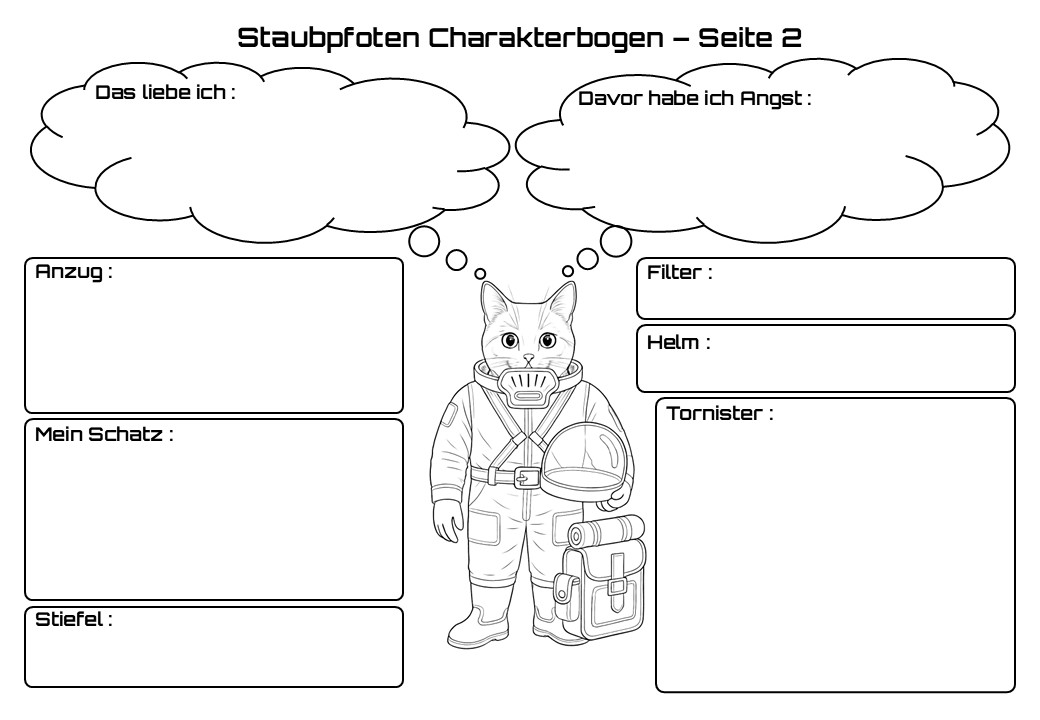 Staubpfoten Charakterbogen – Seite 2
Das liebe ich :
Davor habe ich Angst :
Anzug :
Mein Schatz :
Stiefel :
Filter :
Helm :
Tornister :